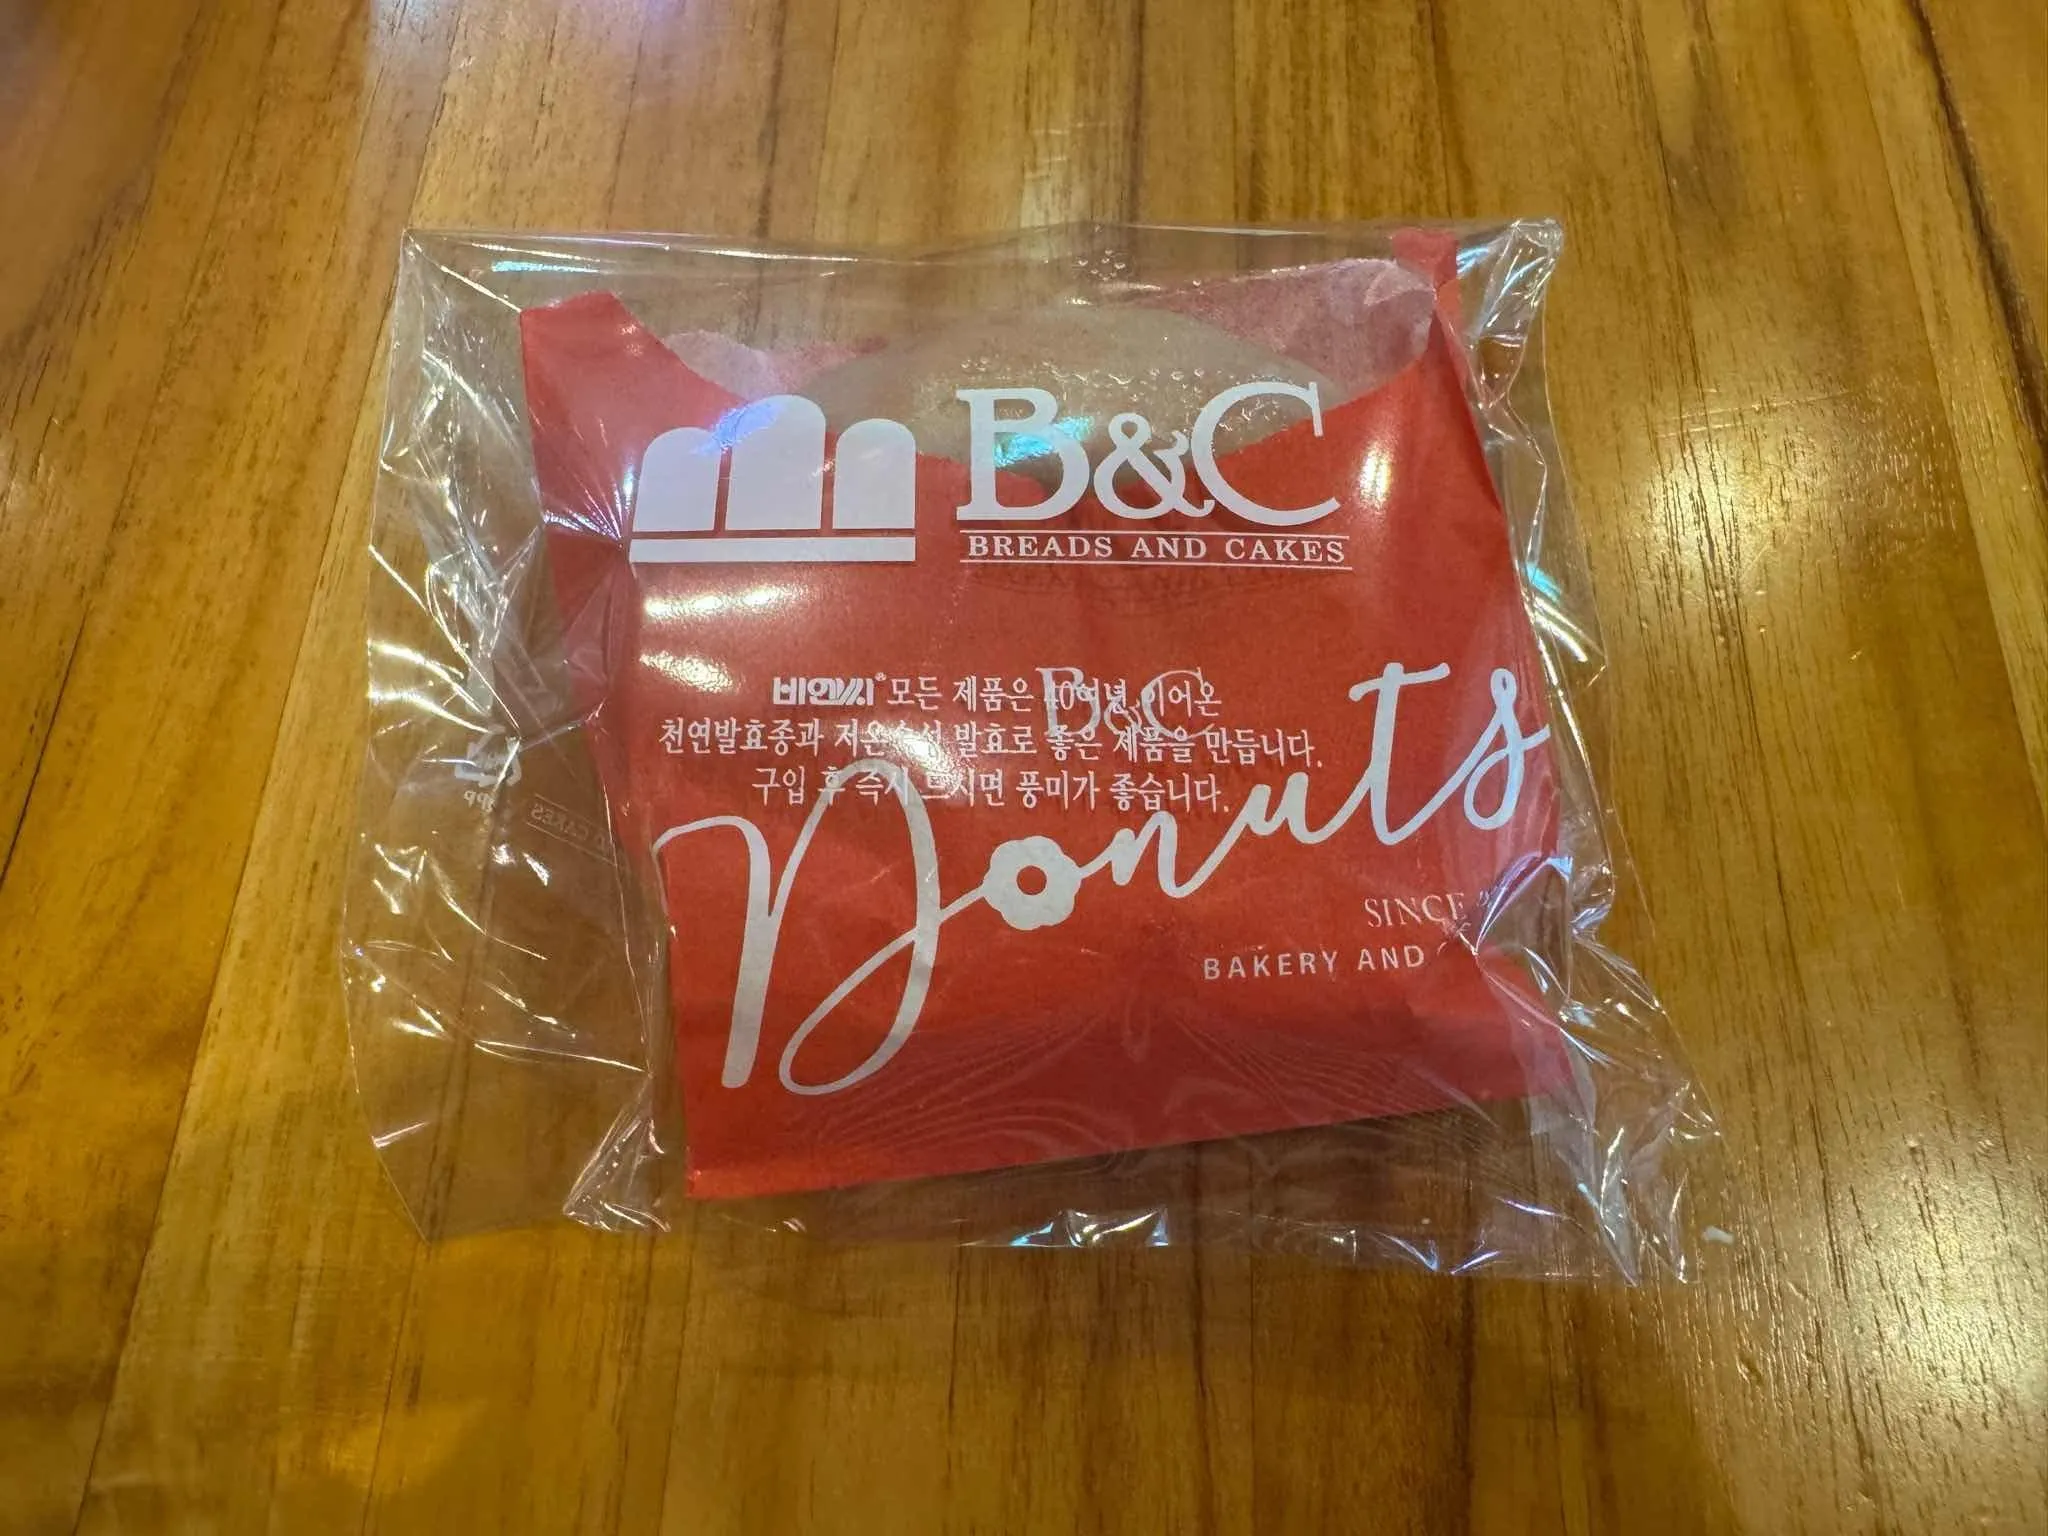 B&C
BREADS AND CAKES
비앤씨® 모든 제품은 40여년 이어온
천연발효종과 저온숙성 발효로 좋은 제품을 만듭니다.
구입 후 즉시 드시면 풍미가 좋습니다.
B&C
Donuts
SINCE
BAKERY AND